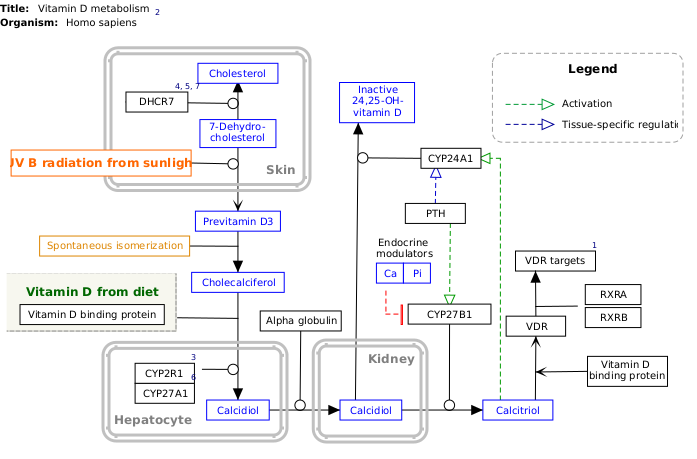 Title: Vitamin D metabolism 2
Organism: Homo sapiens
Legend
Activation
Tissue-specific regulati
Cholesterol
4, 5, 7
DHCR7
7-Dehydro-
cholesterol
UV B radiation from sunligh
Skin
Inactive
24,25-OH-
vitamin D
CYP24A1
PTH
Previtamin D3
Spontaneous isomerization
Cholecalciferol
Vitamin D from diet
Vitamin D binding protein
Endocrine
modulators
Ca Pi
CYP27B1
Alpha globulin
1
VDR targets
RXRA
RXRB
VDR
Vitamin D
binding protein
3
CYP2R1
6
CYP27A1
Hepatocyte
Calcidiol
Kidney
Calcidiol
Calcitriol